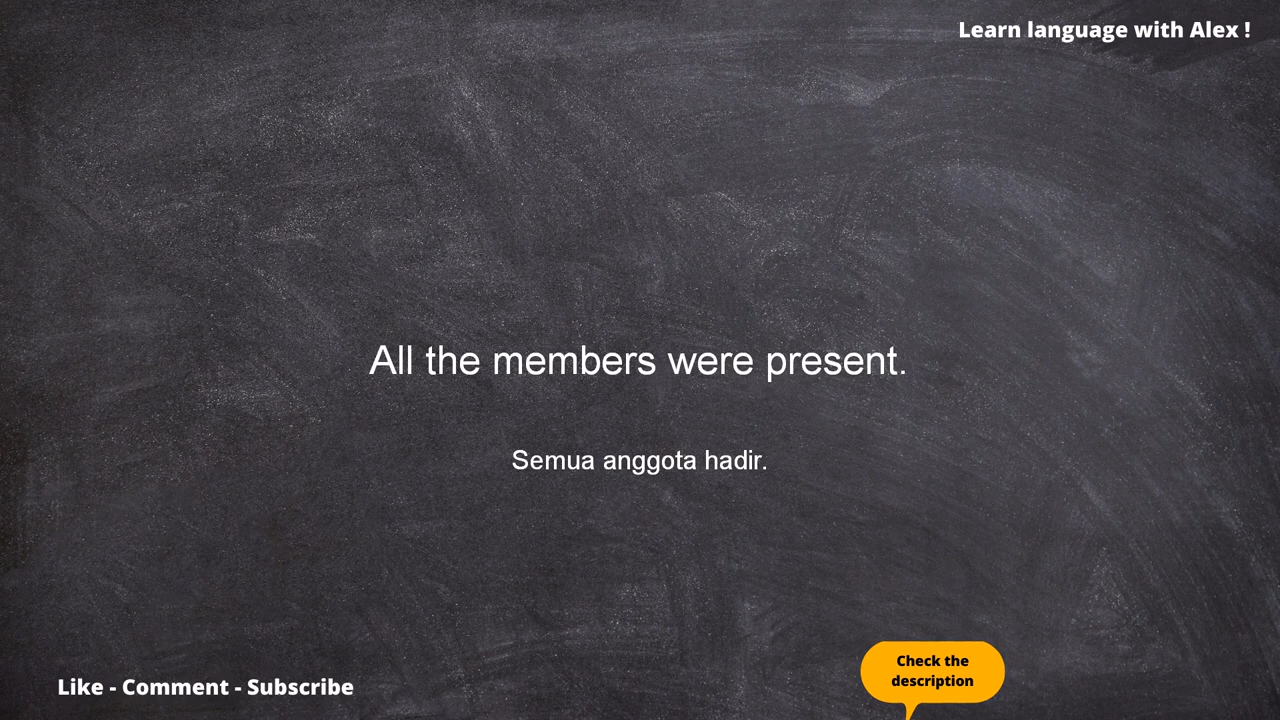 Learn language with Alex !
All the members were present.
Semua anggota hadir.
Check the
description
Like - Comment - Subscribe